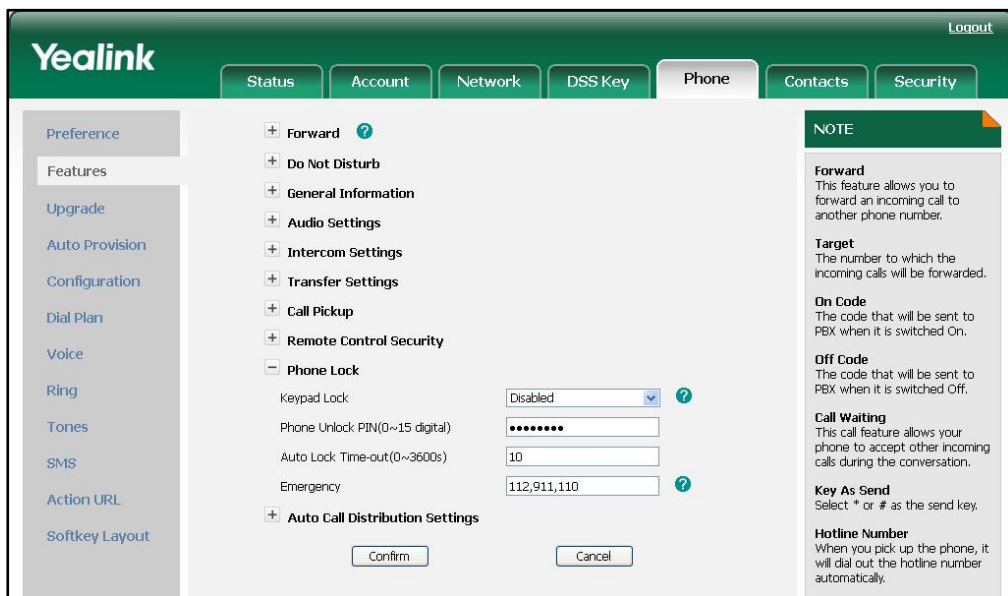 Logout
Yealink
Status
Account
Network
DSS Key
Phone
Contacts
Security
Preference
Features
Upgrade
Auto Provision
Configuration
Dial Plan
Voice
Ring
Tones
SMS
Action URL
Softkey Layout
+ Forward ?
+ Do Not Disturb
+ General Information
+ Audio Settings
+ Intercom Settings
+ Transfer Settings
+ Call Pickup
+ Remote Control Security
− Phone Lock
Keypad Lock Disabled ?
Phone Unlock PIN(0~15 digital) ••••••••
Auto Lock Time-out(0~3600s) 10
Emergency 112,911,110 ?
+ Auto Call Distribution Settings
Confirm Cancel
NOTE
Forward
This feature allows you to
forward an incoming call to
another phone number.
Target
The number to which the
incoming calls will be forwarded.
On Code
The code that will be sent to
PBX when it is switched On.
Off Code
The code that will be sent to
PBX when it is switched Off.
Call Waiting
This call feature allows your
phone to accept other incoming
calls during the conversation.
Key As Send
Select * or # as the send key.
Hotline Number
When you pick up the phone, it
will dial out the hotline number
automatically.